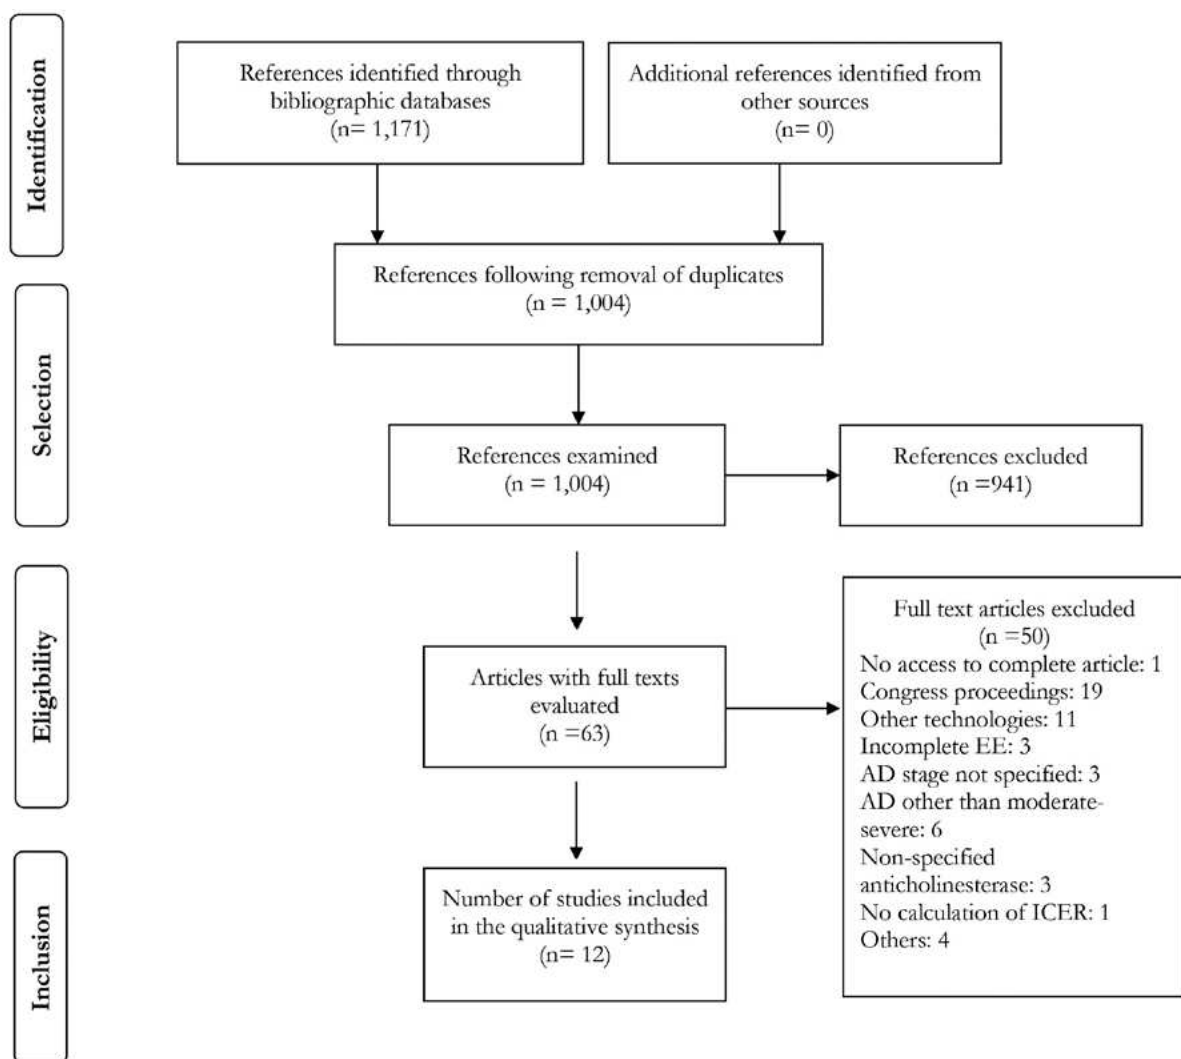 Identification
References identified through
bibliographic databases
(n= 1,171)
Additional references identified from
other sources
(n= 0)
References following removal of duplicates
(n = 1,004)
Selection
References examined
(n = 1,004)
References excluded
(n =941)
Eligibility
Articles with full texts
evaluated
(n =63)
Full text articles excluded
(n =50)
No access to complete article: 1
Congress proceedings: 19
Other technologies: 11
Incomplete EE: 3
AD stage not specified: 3
AD other than moderate-
severe: 6
Non-specified
anticholinesterase: 3
No calculation of ICER: 1
Others: 4
Inclusion
Number of studies included
in the qualitative synthesis
(n= 12)